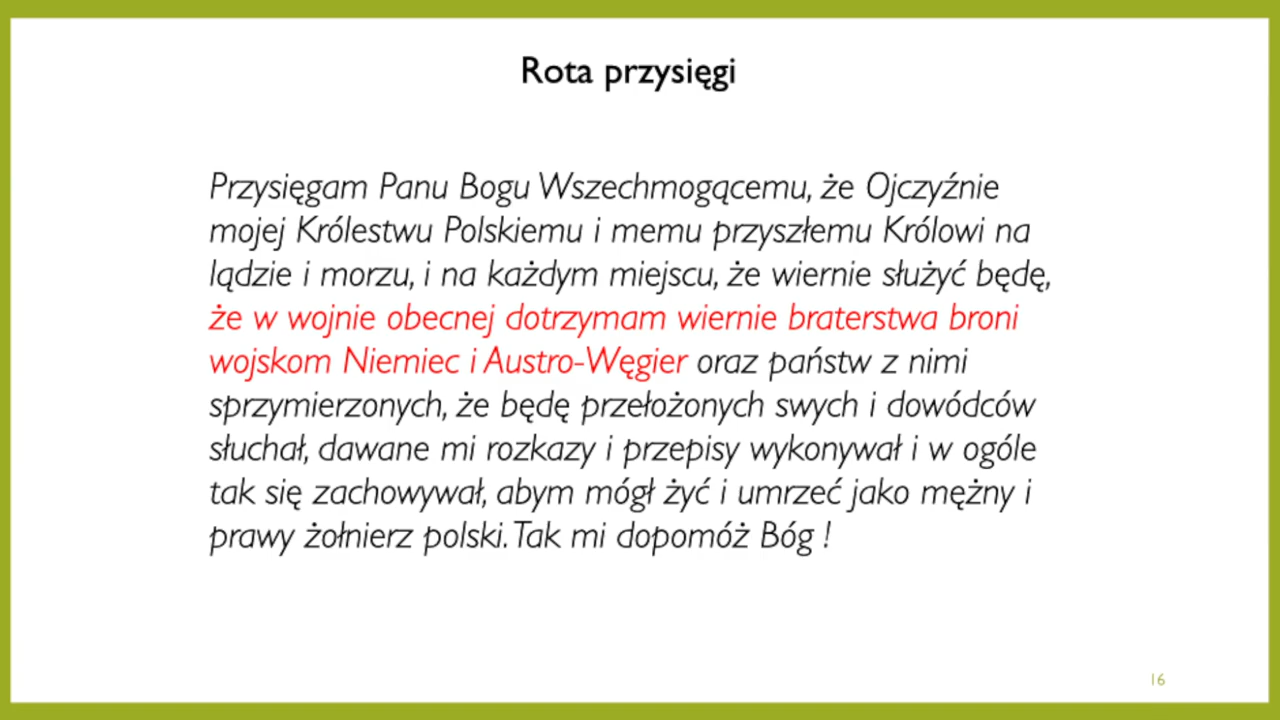 Rota przysięgi
Przysięgam Panu Bogu Wszechmogącemu, że Ojczyźnie
mojej Królestwu Polskiemu i memu przyszłemu Królowi na
lądzie i morzu, i na każdym miejscu, że wiernie służyć będę,
że w wojnie obecnej dotrzymam wiernie braterstwa broni
wojskom Niemiec i Austro-Węgier oraz państw z nimi
sprzymierzonych, że będę przełożonych swych i dowódców
słuchał, dawane mi rozkazy i przepisy wykonywał i w ogóle
tak się zachowywał, abym mógł żyć i umrzeć jako mężny i
prawy żołnierz polski. Tak mi dopomóż Bóg !
16